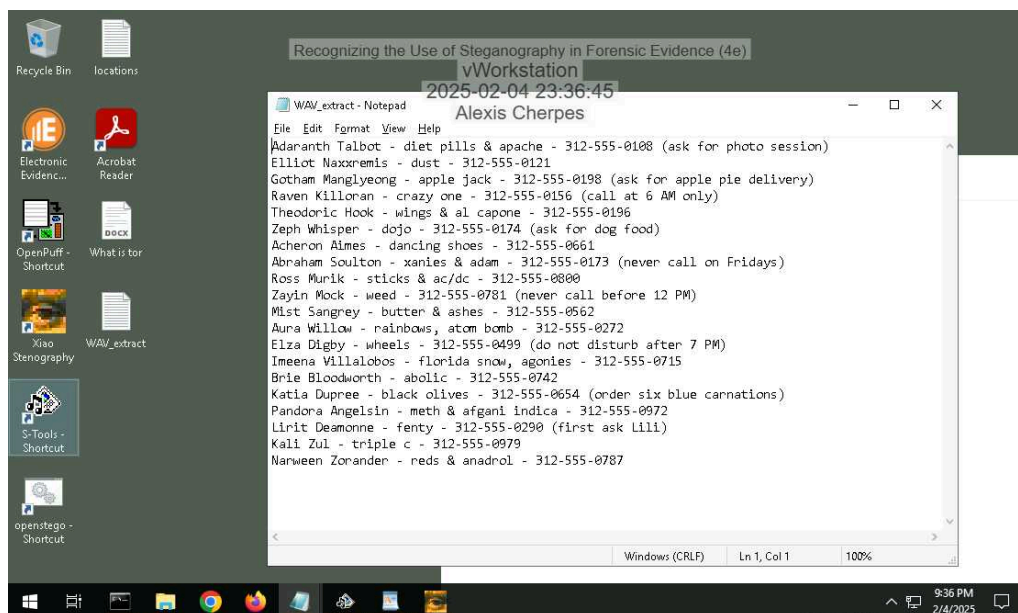 Recycle Bin
locations
Electronic Evidenc...
Acrobat Reader
OpenPuff - Shortcut
What is tor
Xiao Stenography
WAV_extract
S-Tools - Shortcut
openstego - Shortcut
Recognizing the Use of Steganography in Forensic Evidence (4e)
vWorkstation
2025-02-04 23:36:45
Alexis Cherpes
WAV_extract - Notepad
File Edit Format View Help
Adaranth Talbot - diet pills & apache - 312-555-0108 (ask for photo session)
Elliot Naxxremis - dust - 312-555-0121
Gotham Manglyeong - apple jack - 312-555-0198 (ask for apple pie delivery)
Raven Killoran - crazy one - 312-555-0156 (call at 6 AM only)
Theodoric Hook - wings & al capone - 312-555-0196
Zeph Whisper - dojo - 312-555-0174 (ask for dog food)
Acheron Aimes - dancing shoes - 312-555-0661
Abraham Soulton - xanies & adam - 312-555-0173 (never call on Fridays)
Ross Murik - sticks & ac/dc - 312-555-0800
Zayin Mock - weed - 312-555-0781 (never call before 12 PM)
Mist Sangrey - butter & ashes - 312-555-0562
Aura Willow - rainbows, atom bomb - 312-555-0272
Elza Digby - wheels - 312-555-0499 (do not disturb after 7 PM)
Imeena Villalobos - florida snow, agonies - 312-555-0715
Brie Bloodworth - abolic - 312-555-0742
Katia Dupree - black olives - 312-555-0654 (order six blue carnations)
Pandora Angelsin - meth & afgani indica - 312-555-0972
Lirit Deamonne - fenty - 312-555-0290 (first ask Lili)
Kali Zul - triple c - 312-555-0979
Narween Zorander - reds & anadrol - 312-555-0787
Windows (CRLF) Ln 1, Col 1 100%
9:36 PM
2/4/2025